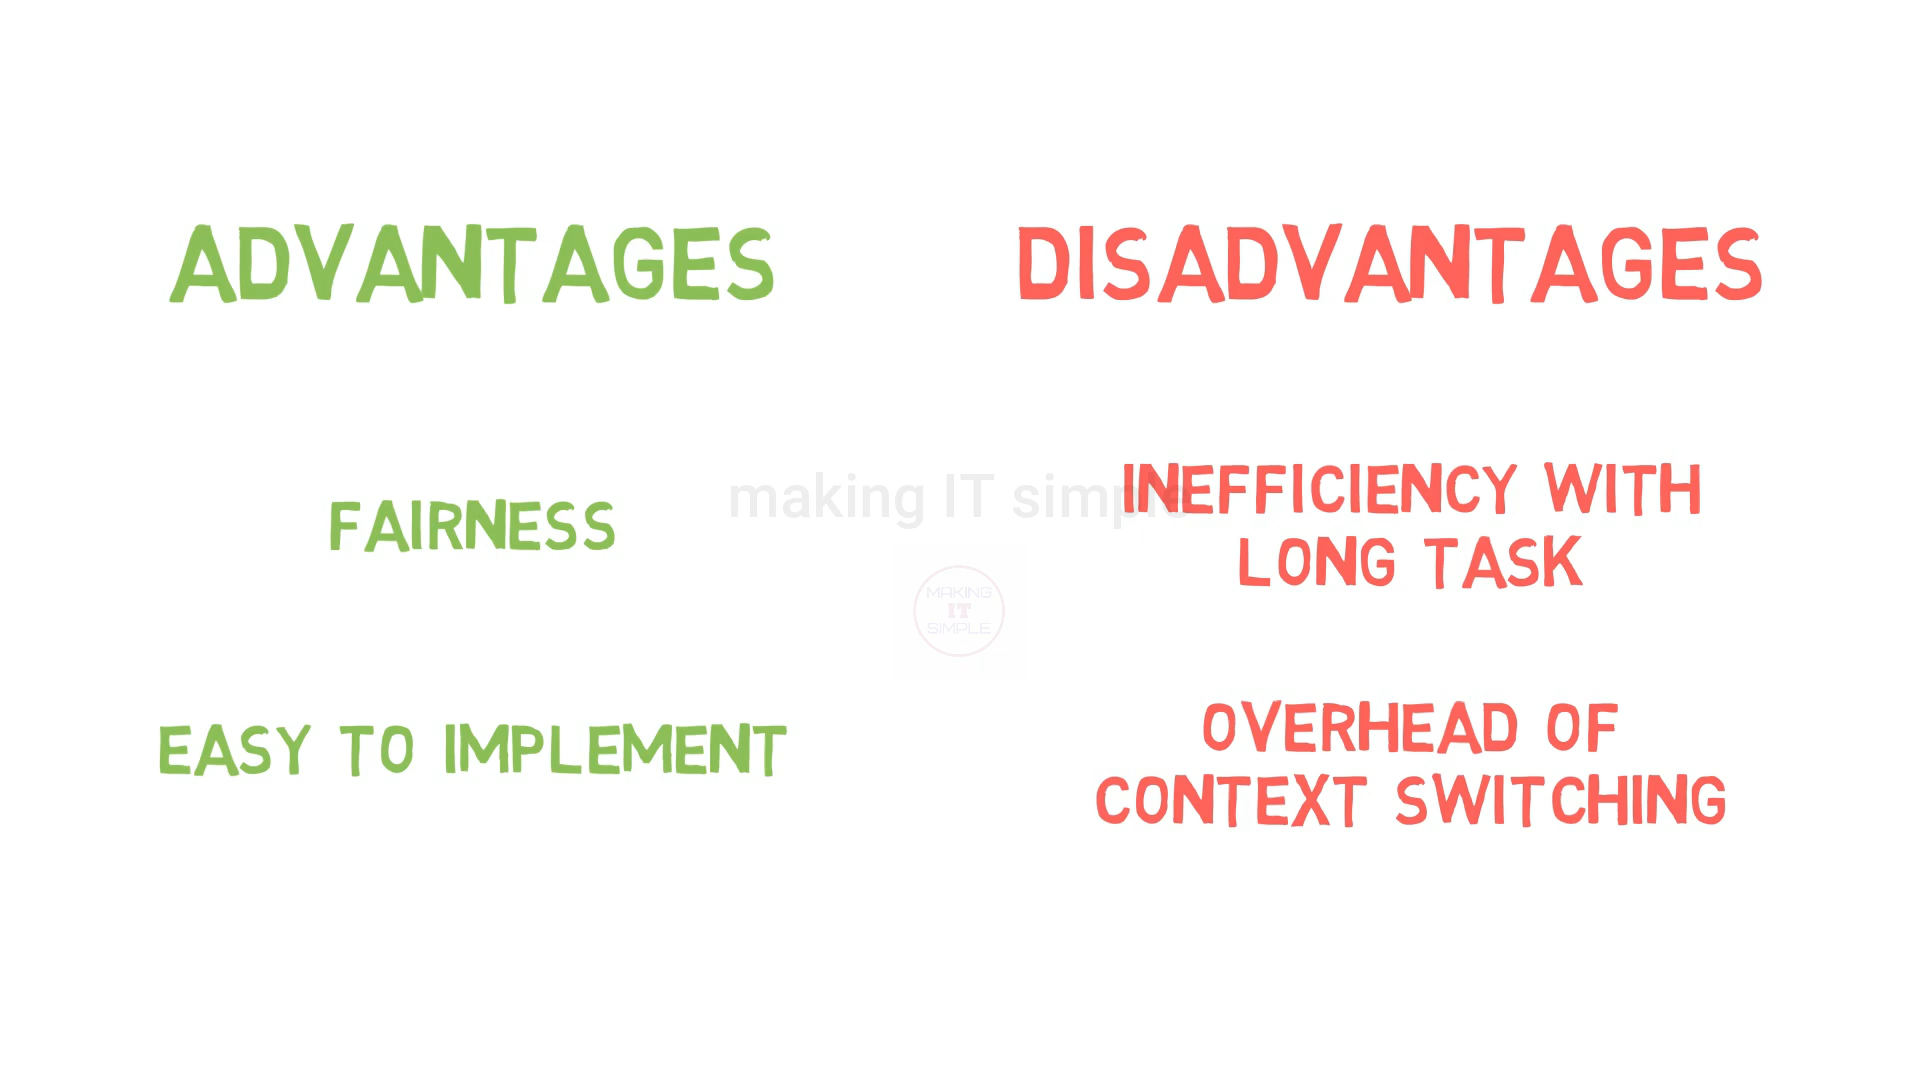 ADVANTAGES
FAIRNESS
EASY TO IMPLEMENT
DISADVANTAGES
INEFFICIENCY WITH
LONG TASK
OVERHEAD OF
CONTEXT SWITCHING
making IT simple
MAKING
IT
SIMPLE